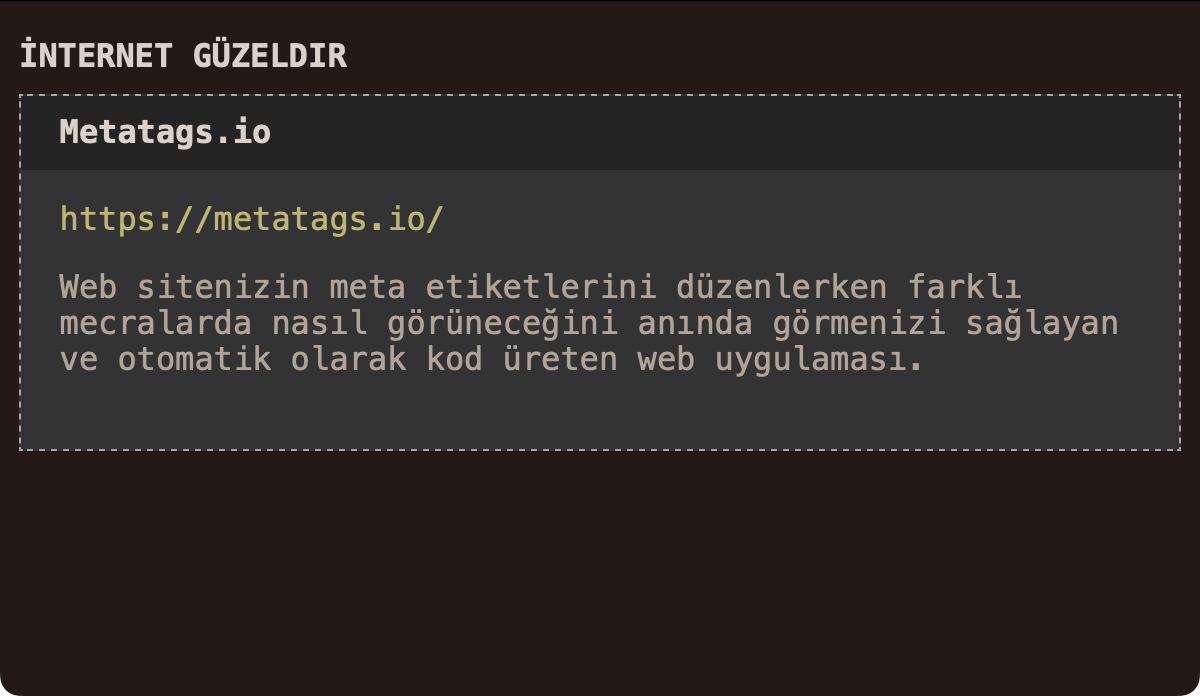 İNTERNET GÜZELDIR
Metatags.io
https://metatags.io/
Web sitenizin meta etiketlerini düzenlerken farklı
mecralarda nasıl görüneceğini anında görmenizi sağlayan
ve otomatik olarak kod üreten web uygulaması.